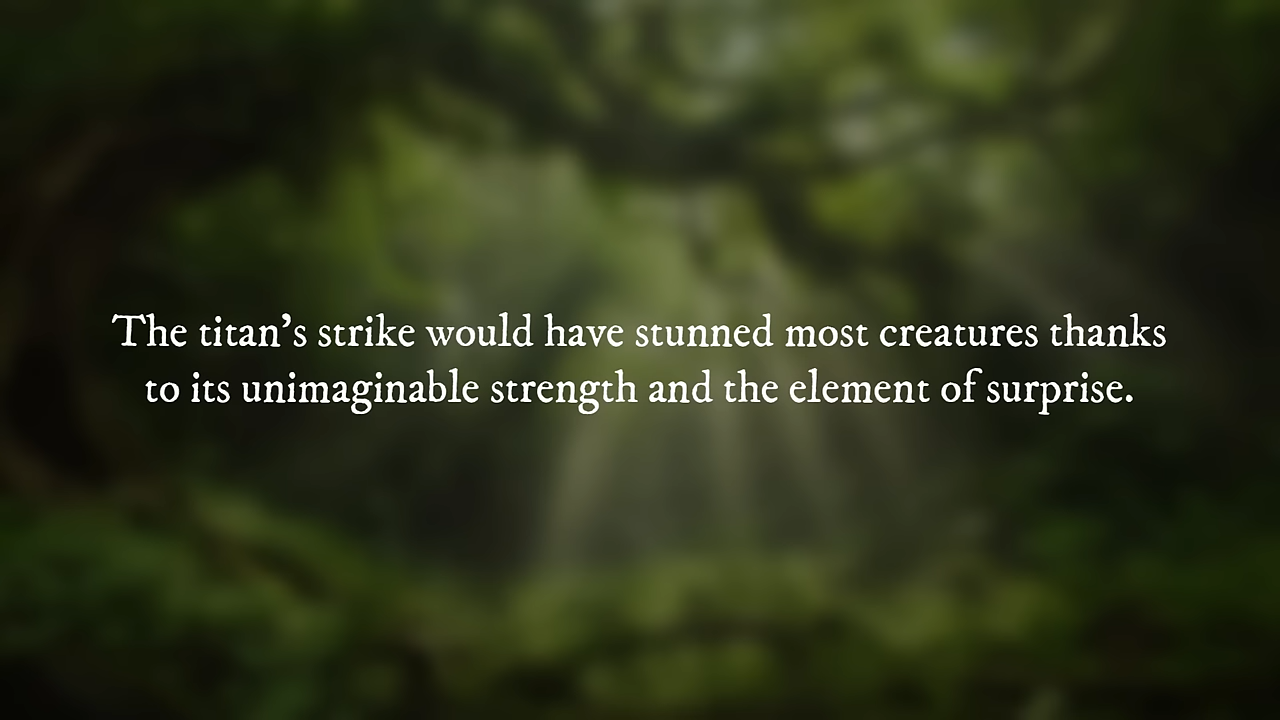 The titan’s strike would have stunned most creatures thanks
to its unimaginable strength and the element of surprise.